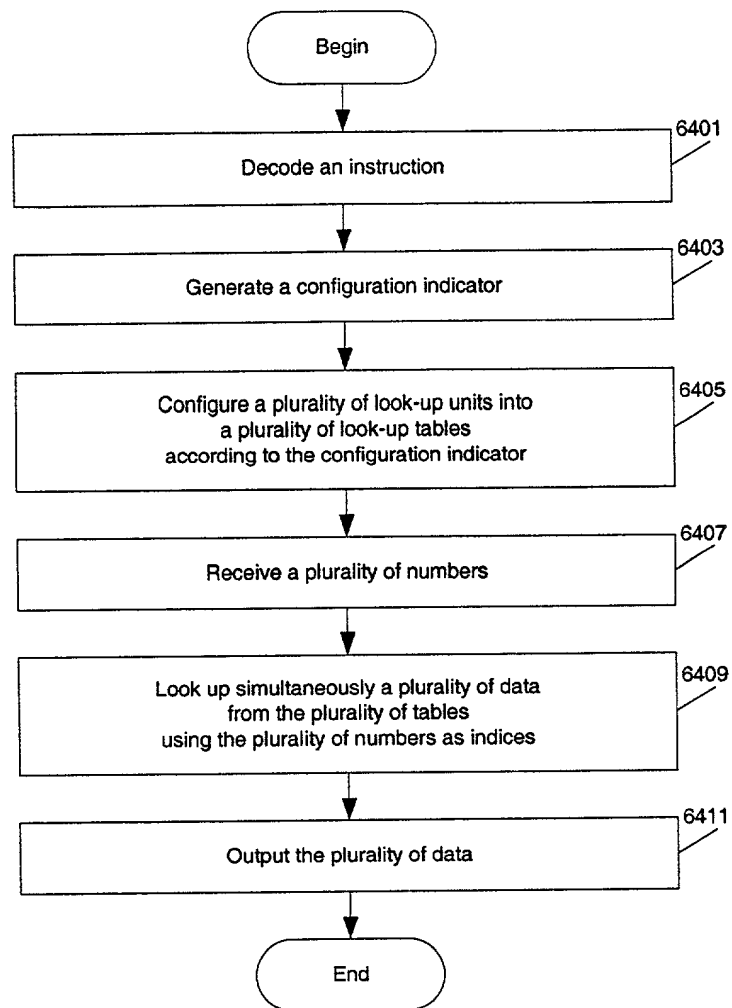 Begin
6401
Decode an instruction
6403
Generate a configuration indicator
6405
Configure a plurality of look-up units into
a plurality of look-up tables
according to the configuration indicator
6407
Receive a plurality of numbers
6409
Look up simultaneously a plurality of data
from the plurality of tables
using the plurality of numbers as indices
6411
Output the plurality of data
End